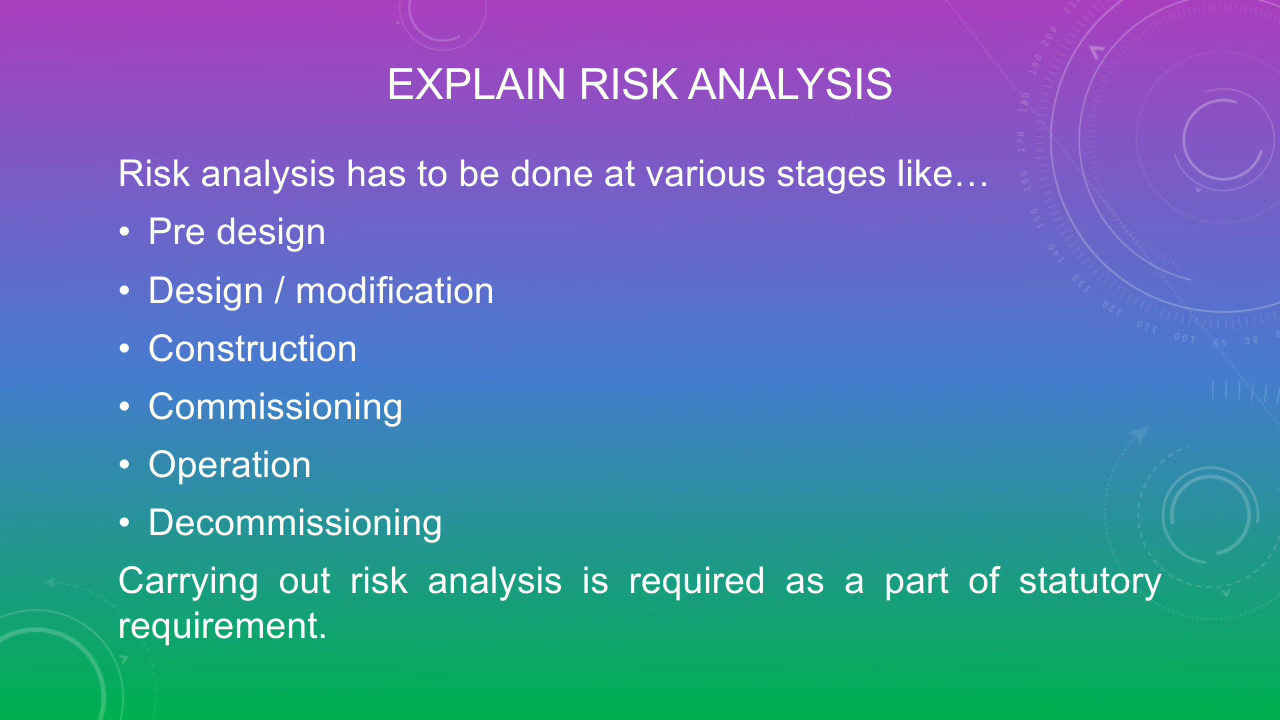 EXPLAIN RISK ANALYSIS
Risk analysis has to be done at various stages like…
• Pre design
• Design / modification
• Construction
• Commissioning
• Operation
• Decommissioning
Carrying out risk analysis is required as a part of statutory
requirement.